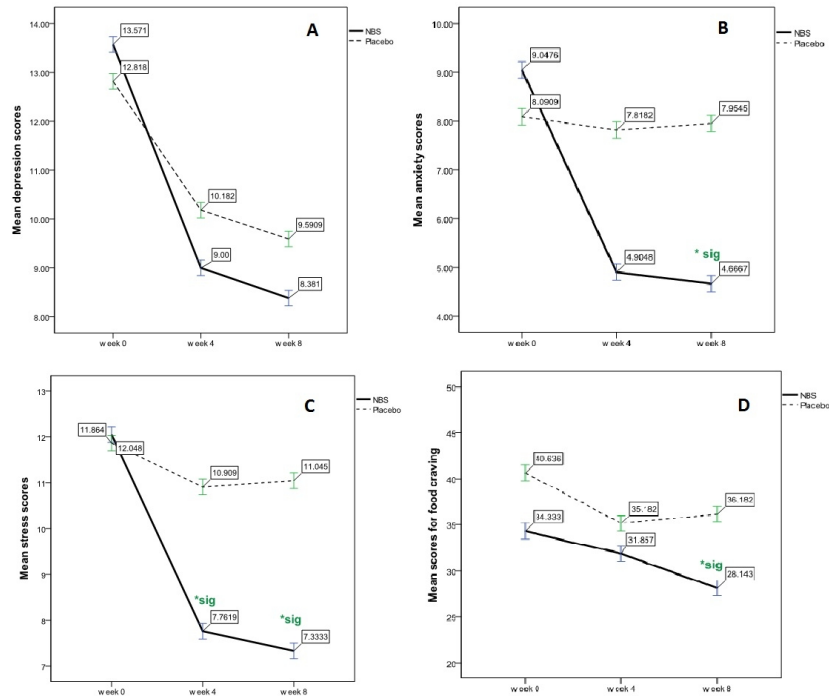 A
Mean depression scores
14.00
13.00
12.00
11.00
10.00
9.00
8.00
13.571
12.818
10.182
9.5909
9.00
8.381
week 0
week 4
week 8
NBS
Placebo
B
Mean anxiety scores
10.00
9.00
8.00
7.00
6.00
5.00
4.00
9.0476
8.0909
7.8182
7.9545
4.9048
* sig
4.6667
week 0
week 4
week 8
NBS
Placebo
C
Mean stress scores
13
12
11
10
9
8
7
11.864
12.048
10.909
11.045
*sig
7.7619
*sig
7.3333
week 0
week 4
week 8
NBS
Placebo
D
Mean scores for food craving
50
45
40
35
30
25
20
40.636
34.333
35.182
36.182
31.857
*sig
28.143
week 0
week 4
week 8
NBS
Placebo